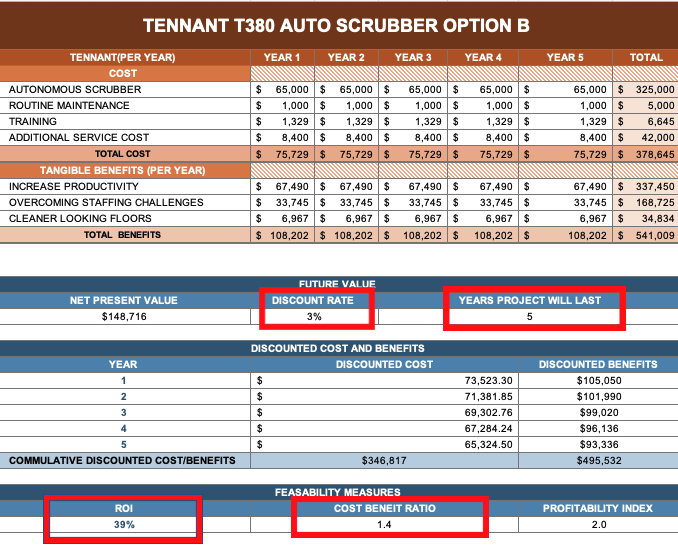 TENNANT T380 AUTO SCRUBBER OPTION B
TENNANT(PER YEAR) YEAR 1 YEAR 2 YEAR 3 YEAR 4 YEAR 5 TOTAL
COST
AUTONOMOUS SCRUBBER $ 65,000 $ 65,000 $ 65,000 $ 65,000 $ 65,000 $ 325,000
ROUTINE MAINTENANCE $ 1,000 $ 1,000 $ 1,000 $ 1,000 $ 1,000 $ 5,000
TRAINING $ 1,329 $ 1,329 $ 1,329 $ 1,329 $ 1,329 $ 6,645
ADDITIONAL SERVICE COST $ 8,400 $ 8,400 $ 8,400 $ 8,400 $ 8,400 $ 42,000
TOTAL COST $ 75,729 $ 75,729 $ 75,729 $ 75,729 $ 75,729 $ 378,645
TANGIBLE BENEFITS (PER YEAR)
INCREASE PRODUCTIVITY $ 67,490 $ 67,490 $ 67,490 $ 67,490 $ 67,490 $ 337,450
OVERCOMING STAFFING CHALLENGES $ 33,745 $ 33,745 $ 33,745 $ 33,745 $ 33,745 $ 168,725
CLEANER LOOKING FLOORS $ 6,967 $ 6,967 $ 6,967 $ 6,967 $ 6,967 $ 34,834
TOTAL BENEFITS $ 108,202 $ 108,202 $ 108,202 $ 108,202 $ 108,202 $ 541,009
FUTURE VALUE
NET PRESENT VALUE DISCOUNT RATE YEARS PROJECT WILL LAST
$148,716 3% 5
DISCOUNTED COST AND BENEFITS
YEAR DISCOUNTED COST DISCOUNTED BENEFITS
1 $ 73,523.30 $105,050
2 $ 71,381.85 $101,990
3 $ 69,302.76 $99,020
4 $ 67,284.24 $96,136
5 $ 65,324.50 $93,336
COMMULATIVE DISCOUNTED COST/BENEFITS $346,817 $495,532
FEASABILITY MEASURES
ROI COST BENEIT RATIO PROFITABILITY INDEX
39% 1.4 2.0